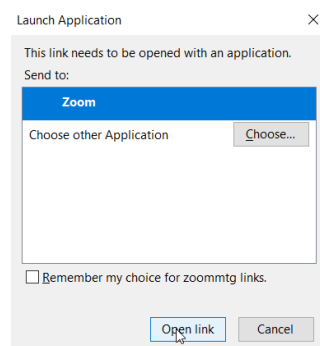 Launch Application
This link needs to be opened with an application.
Send to:
Zoom
Choose other Application Choose...
Remember my choice for zoommtg links.
Open link Cancel